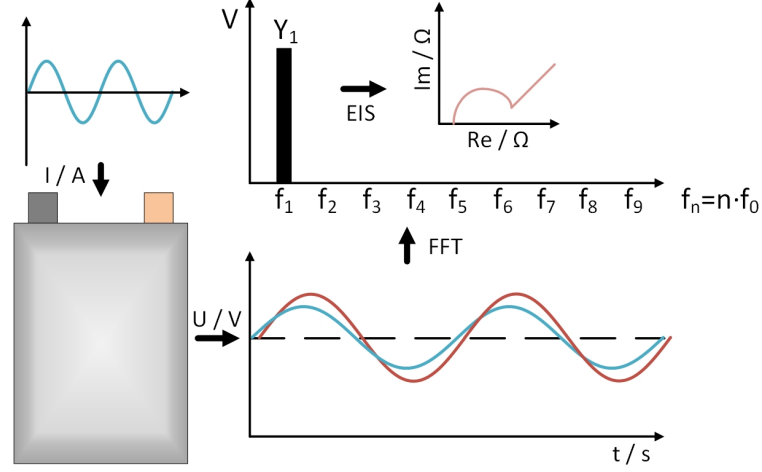 V
Y₁
EIS
Im / Ω
Re / Ω
I / A
f₁ f₂ f₃ f₄ f₅ f₆ f₇ f₈ f₉ fₙ=n·f₀
FFT
U / V
t / s